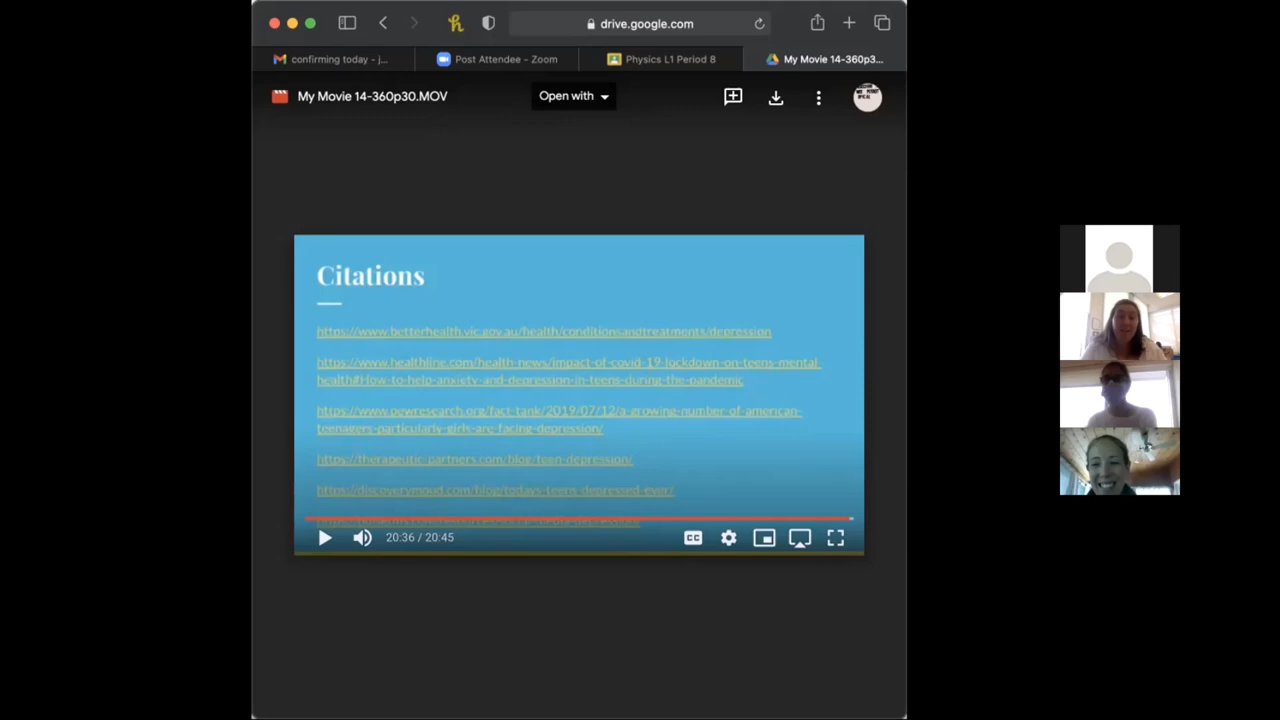 drive.google.com
confirming today - j...
Post Attendee - Zoom
Physics L1 Period 8
My Movie 14-360p3...
My Movie 14-360p30.MOV
Open with
Citations
https://www.betterhealth.vic.gov.au/health/conditionsandtreatments/depression
https://www.healthline.com/health-news/impact-of-covid-19-lockdown-on-teens-mental-
health#How-to-help-anxiety-and-depression-in-teens-during-the-pandemic
https://www.pewresearch.org/fact-tank/2019/07/12/a-growing-number-of-american-
teenagers-particularly-girls-are-facing-depression/
https://therapeutic-partners.com/blog/teen-depression/
https://discoverymood.com/blog/todays-teens-depressed-ever/
20:36 / 20:45
CC